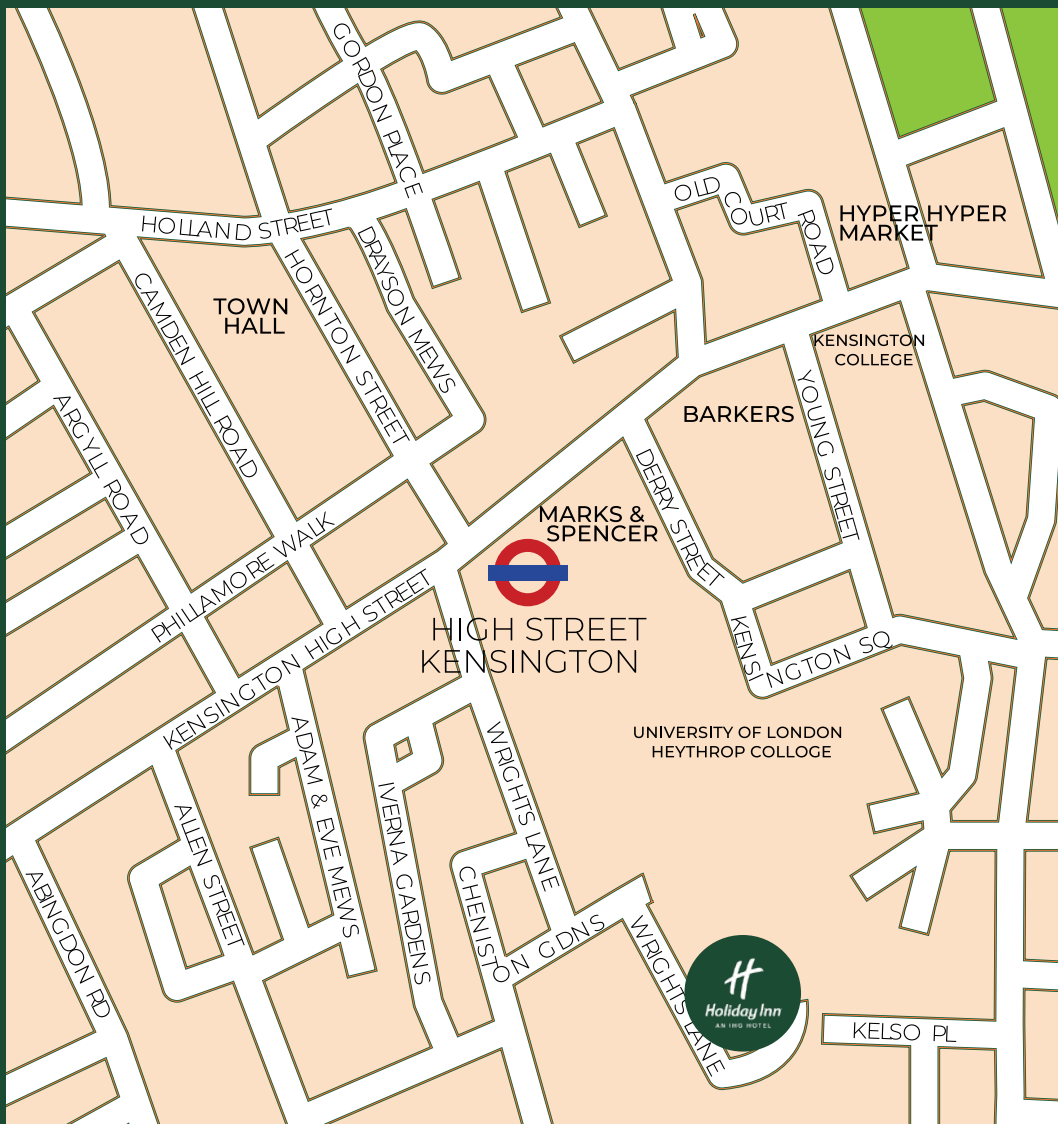 GORDON PLACE
OLD COURT ROAD
HOLLAND STREET
HYPER HYPER
MARKET
DRAYSON MEWS
HORNTON STREET
CAMDEN HILL ROAD
TOWN
HALL
KENSINGTON
COLLEGE
YOUNG STREET
ARGYLL ROAD
BARKERS
DERRY STREET
MARKS &
SPENCER
PHILLAMORE WALK
KENSINGTON HIGH STREET
HIGH STREET
KENSINGTON
KENSINGTON SQ
UNIVERSITY OF LONDON
HEYTHROP COLLOGE
ADAM & EVE MEWS
WRIGHTS LANE
IVERNA GARDENS
ALLEN STREET
ABINGDON RD
CHENISTON GDNS
WRIGHTS LANE
H
Holiday Inn
AN IHG HOTEL
KELSO PL